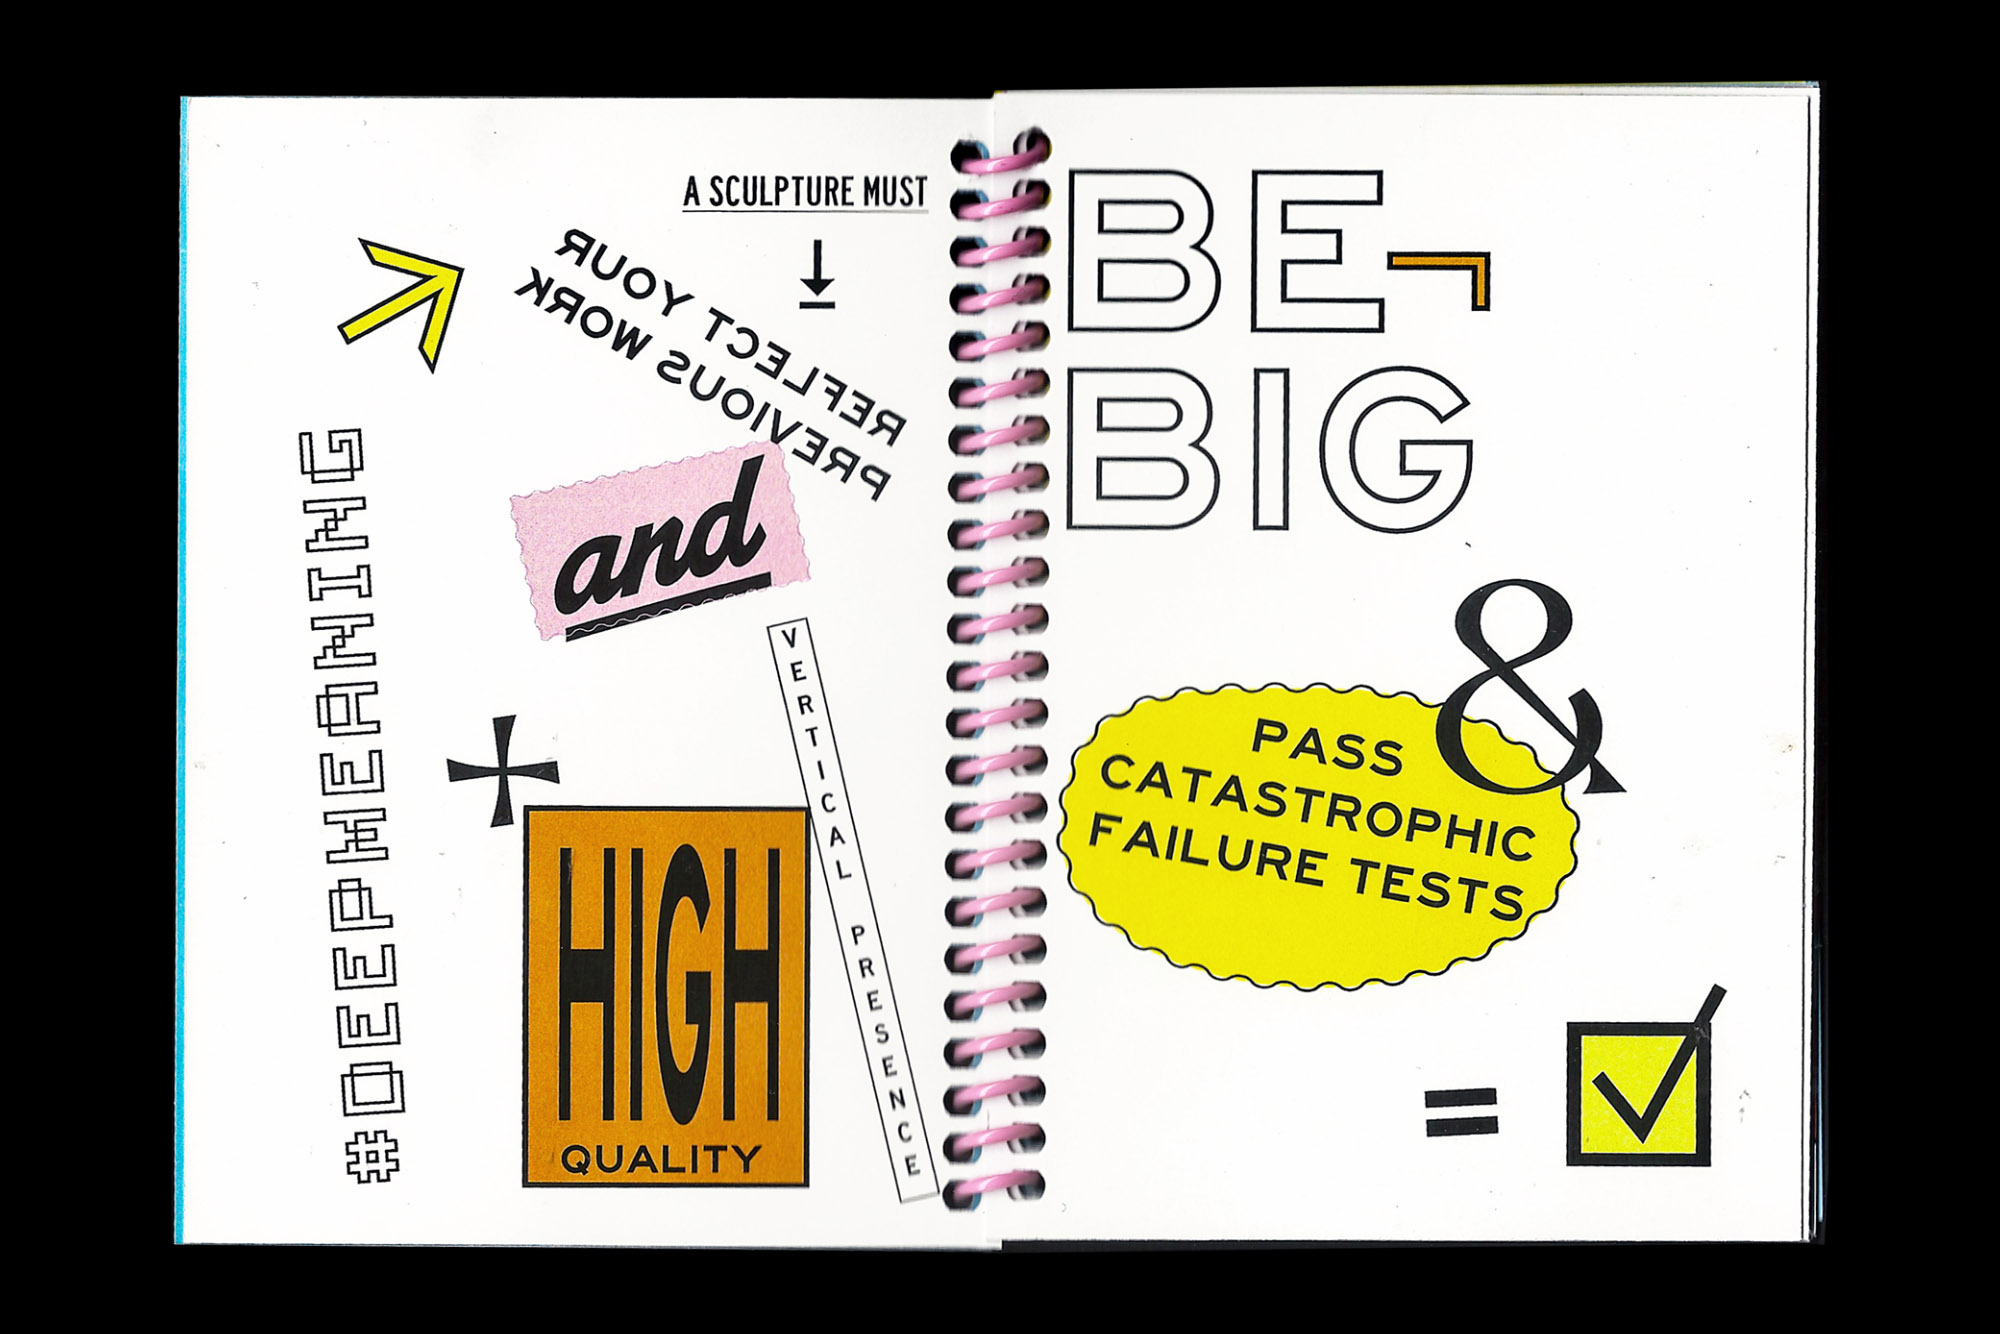 A SCULPTURE MUST
REFLECT YOUR
PREVIOUS WORK
and
#DEEPMEANING
+
HIGH
QUALITY
VERTICAL PRESENCE
BE
BIG
&
PASS
CATASTROPHIC
FAILURE TESTS
=